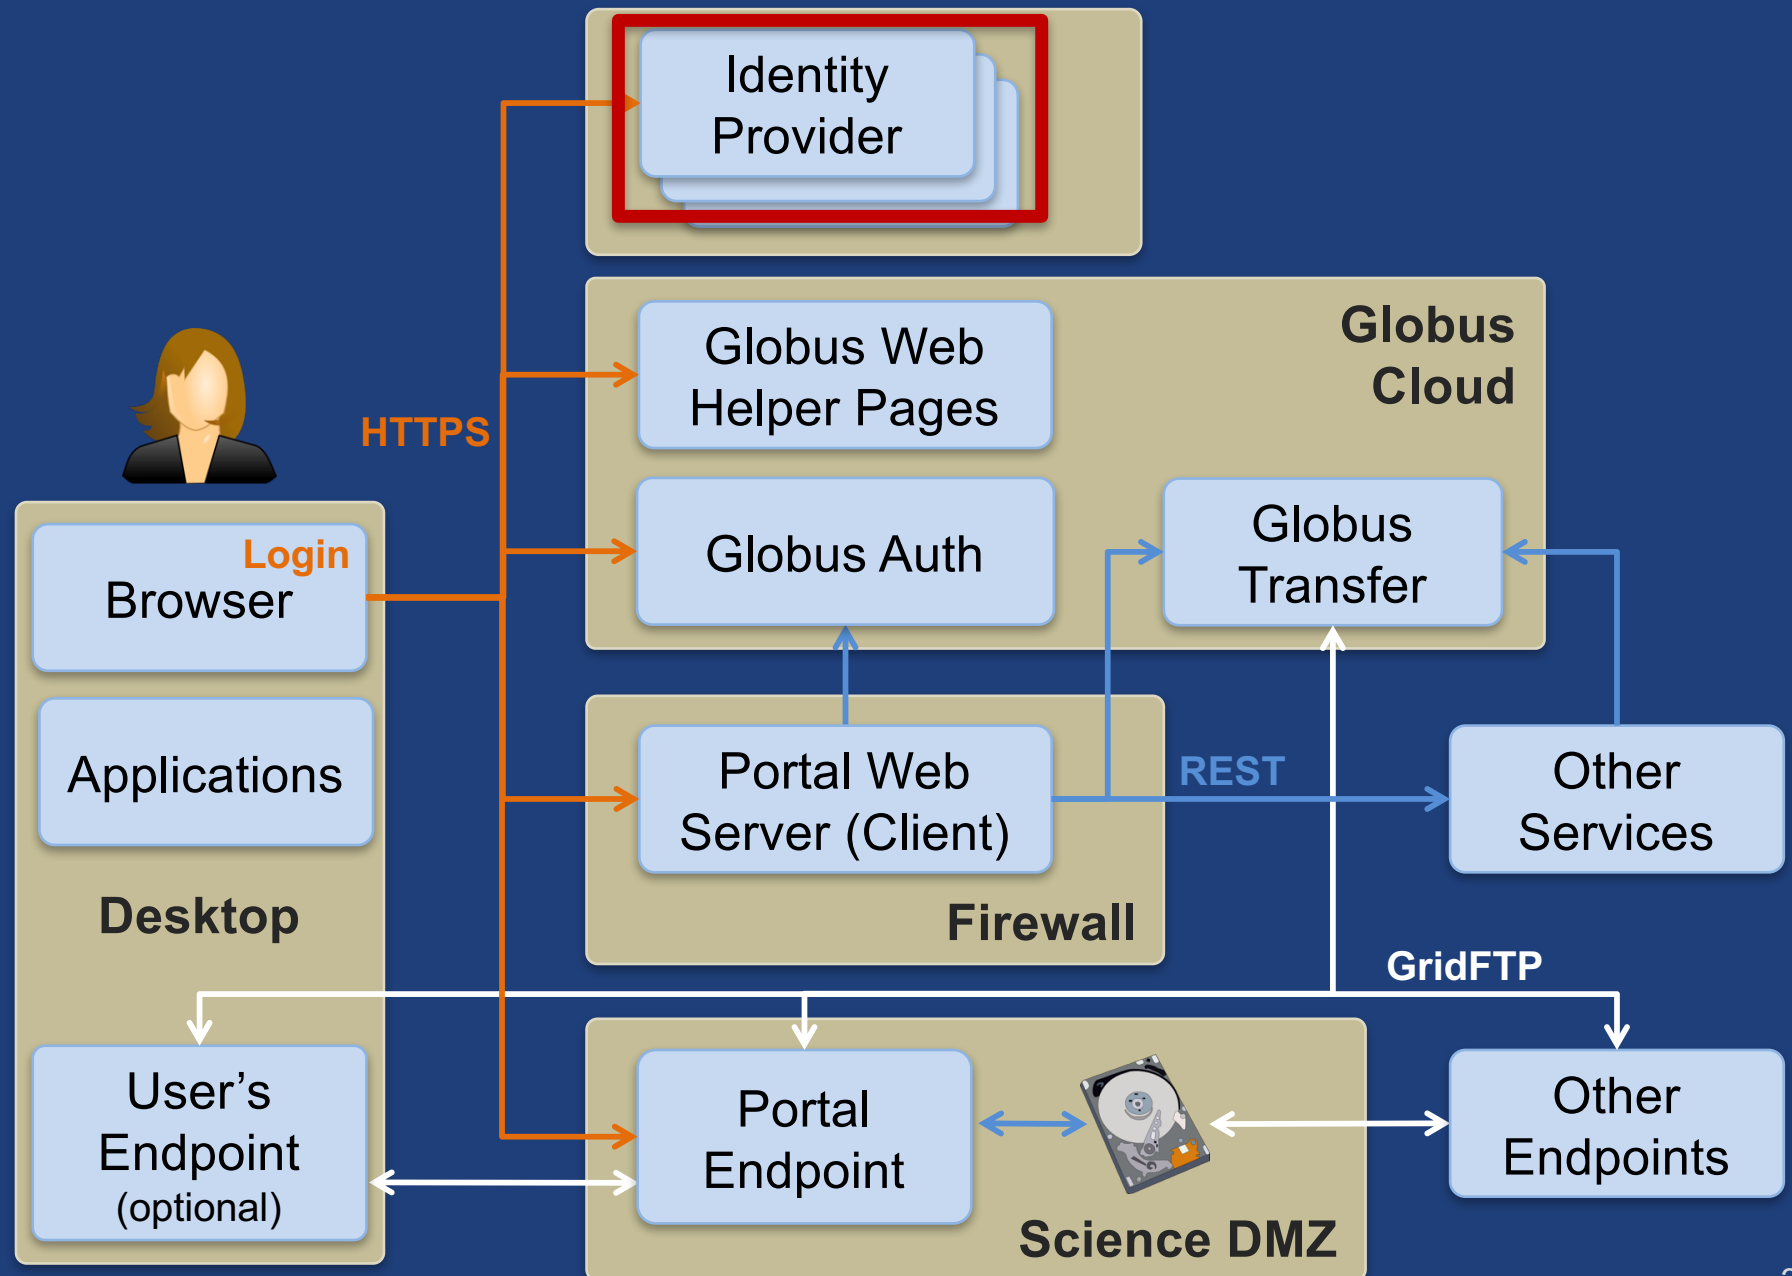 Identity
Provider
Globus
Cloud
Globus Web
Helper Pages
HTTPS
Login
Browser
Globus Auth
Globus
Transfer
Applications
Desktop
Portal Web
Server (Client)
REST
Other
Services
Firewall
GridFTP
User’s
Endpoint
(optional)
Portal
Endpoint
Other
Endpoints
Science DMZ